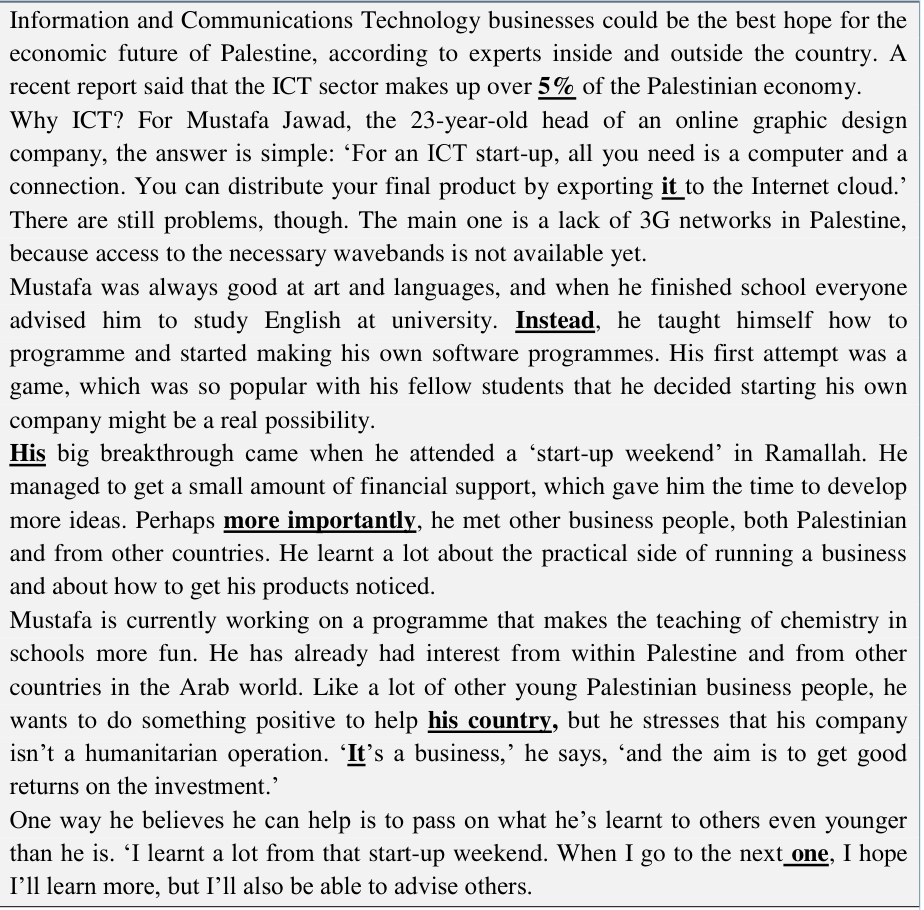 Information and Communications Technology businesses could be the best hope for the
economic future of Palestine, according to experts inside and outside the country. A
recent report said that the ICT sector makes up over 5% of the Palestinian economy.
Why ICT? For Mustafa Jawad, the 23-year-old head of an online graphic design
company, the answer is simple: ‘For an ICT start-up, all you need is a computer and a
connection. You can distribute your final product by exporting it to the Internet cloud.’
There are still problems, though. The main one is a lack of 3G networks in Palestine,
because access to the necessary wavebands is not available yet.
Mustafa was always good at art and languages, and when he finished school everyone
advised him to study English at university. Instead, he taught himself how to
programme and started making his own software programmes. His first attempt was a
game, which was so popular with his fellow students that he decided starting his own
company might be a real possibility.
His big breakthrough came when he attended a ‘start-up weekend’ in Ramallah. He
managed to get a small amount of financial support, which gave him the time to develop
more ideas. Perhaps more importantly, he met other business people, both Palestinian
and from other countries. He learnt a lot about the practical side of running a business
and about how to get his products noticed.
Mustafa is currently working on a programme that makes the teaching of chemistry in
schools more fun. He has already had interest from within Palestine and from other
countries in the Arab world. Like a lot of other young Palestinian business people, he
wants to do something positive to help his country, but he stresses that his company
isn’t a humanitarian operation. ‘It’s a business,’ he says, ‘and the aim is to get good
returns on the investment.’
One way he believes he can help is to pass on what he’s learnt to others even younger
than he is. ‘I learnt a lot from that start-up weekend. When I go to the next one, I hope
I’ll learn more, but I’ll also be able to advise others.